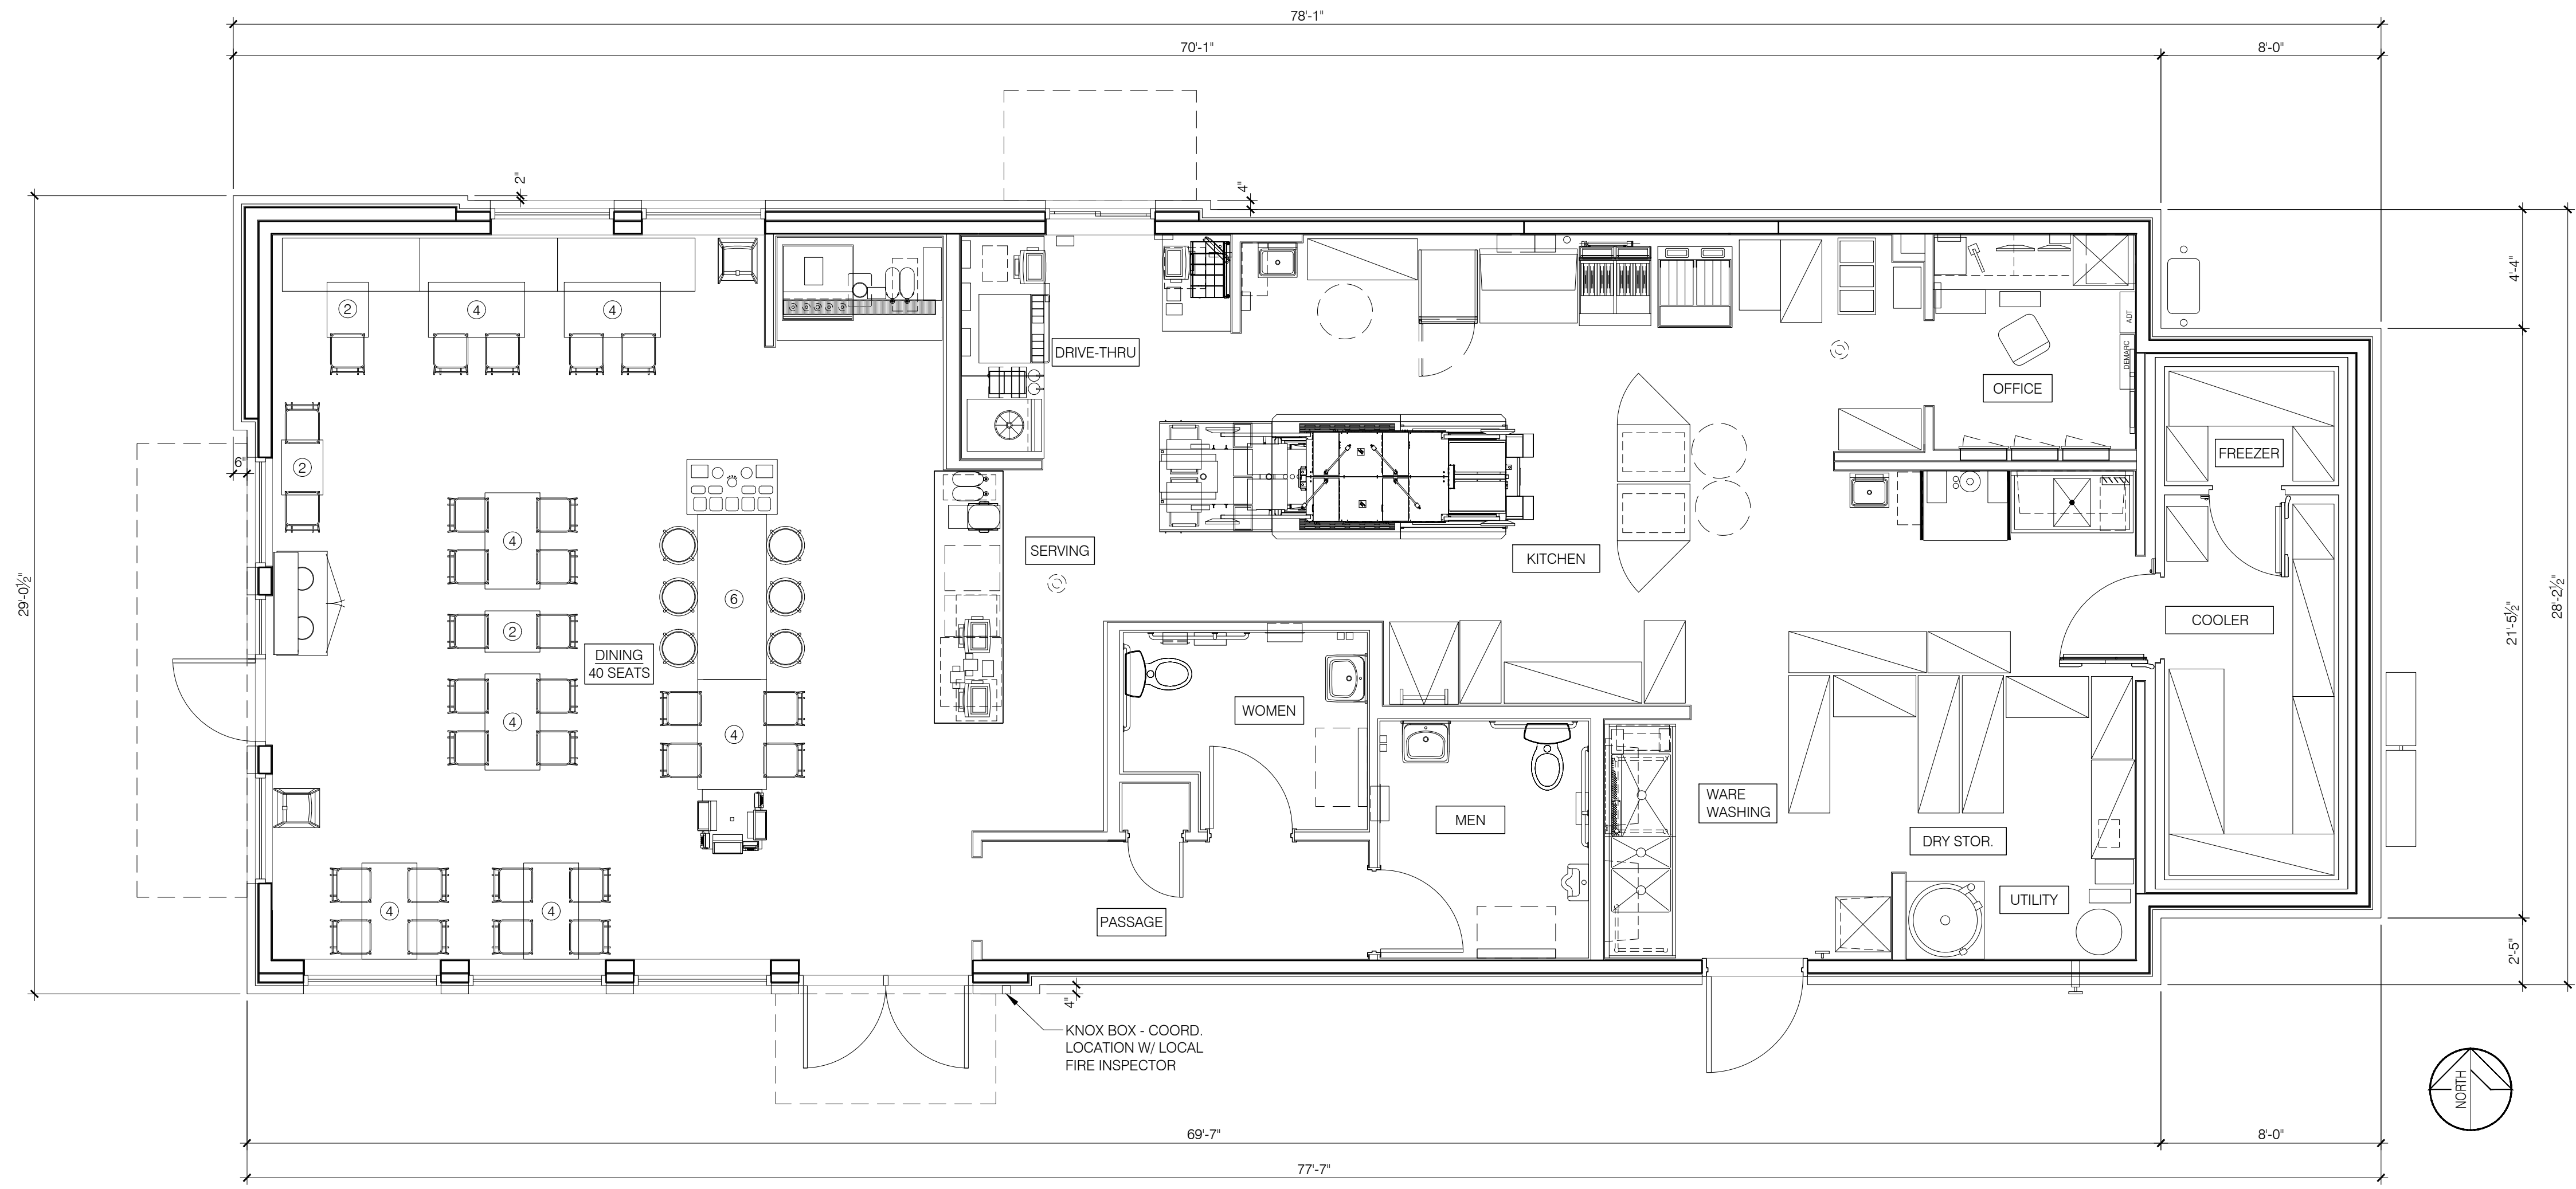 78'-1"
70'-1"
8'-0"
2"
4"
2
4
4
DRIVE-THRU
ADT
DEMARC
4'-4"
OFFICE
6"
2
FREEZER
4
SERVING
KITCHEN
29'-0½"
6
2
COOLER
21'-5½"
28'-2½"
DINING
40 SEATS
WOMEN
4
4
WARE
WASHING
MEN
DRY STOR.
UTILITY
4
4
PASSAGE
2'-5"
4"
KNOX BOX - COORD.
LOCATION W/ LOCAL
FIRE INSPECTOR
NORTH
69'-7"
8'-0"
77'-7"